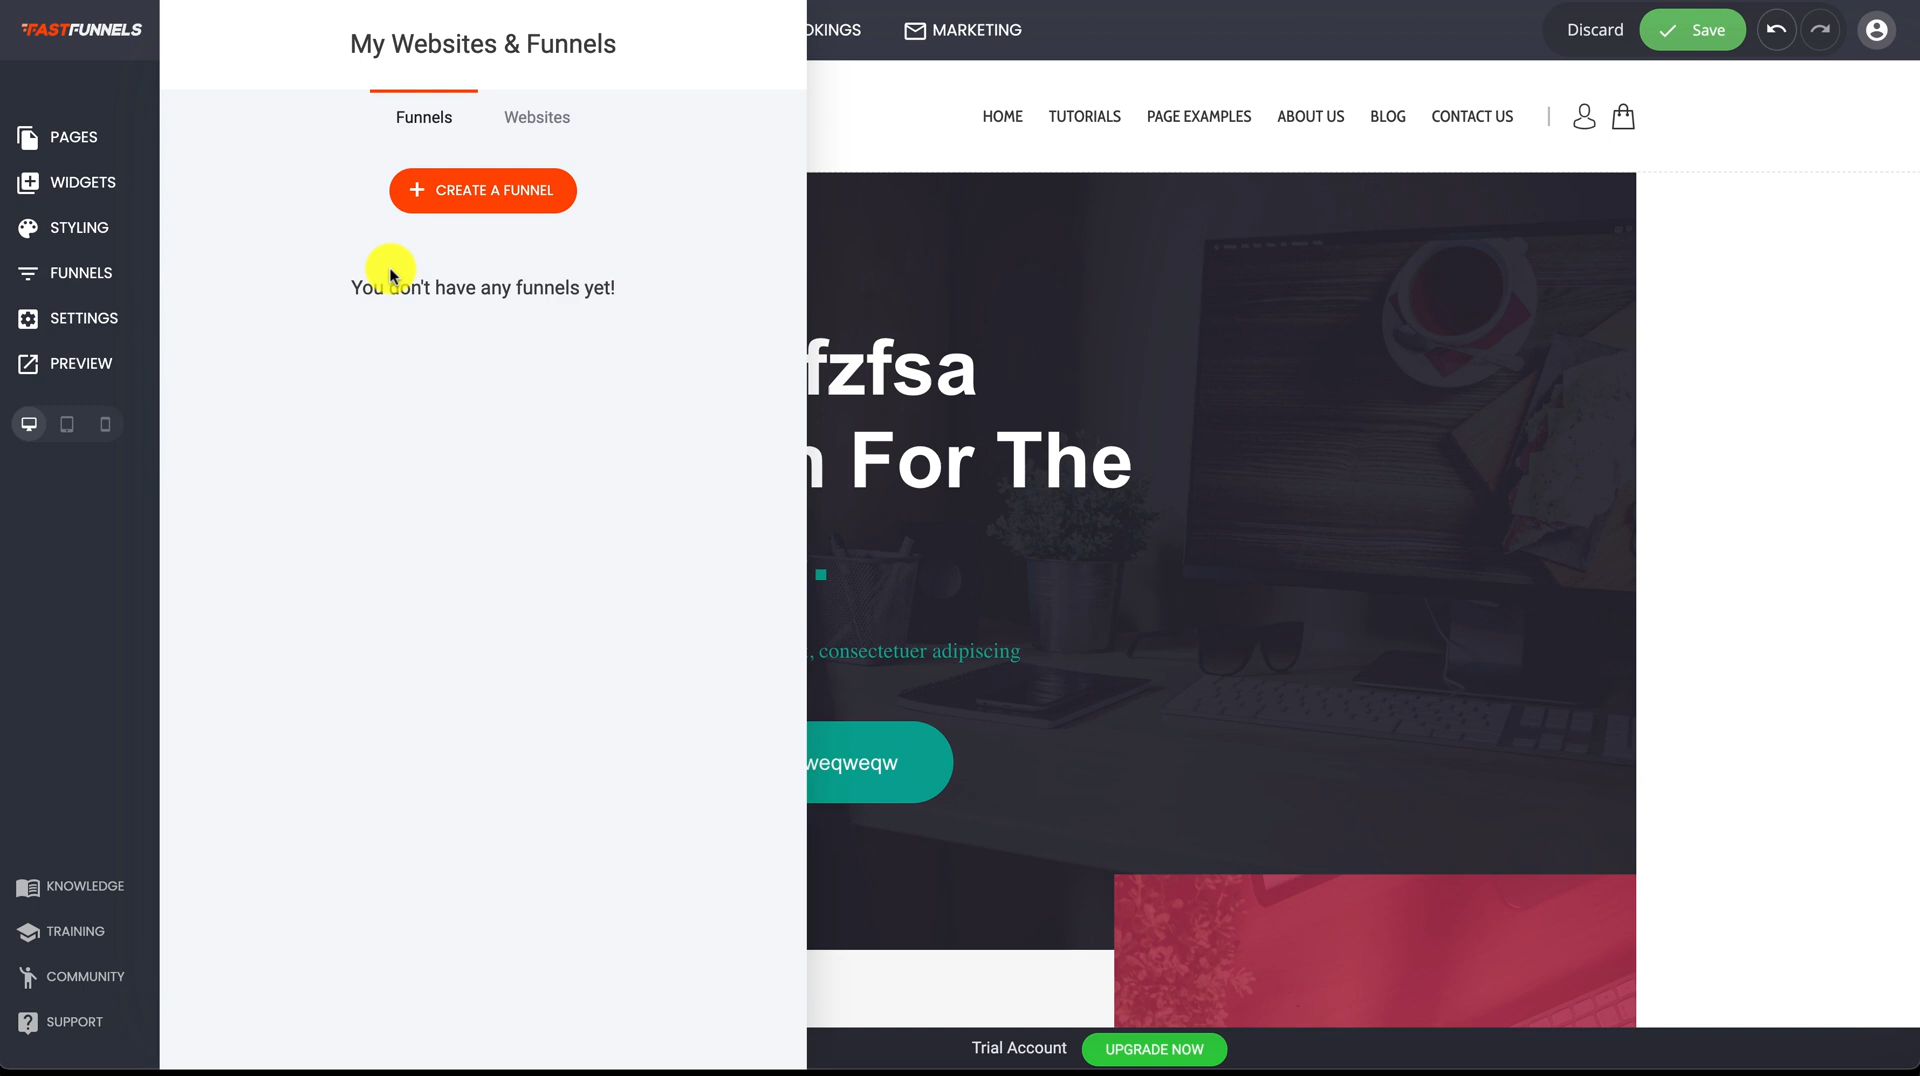 FASTFUNNELS
My Websites & Funnels
OKINGS
MARKETING
Discard
Save
Funnels
Websites
HOME
TUTORIALS
PAGE EXAMPLES
ABOUT US
BLOG
CONTACT US
PAGES
WIDGETS
STYLING
FUNNELS
SETTINGS
PREVIEW
+ CREATE A FUNNEL
You don't have any funnels yet!
fzfsa
n For The
, consectetuer adipiscing
weqweqw
KNOWLEDGE
TRAINING
COMMUNITY
SUPPORT
Trial Account
UPGRADE NOW